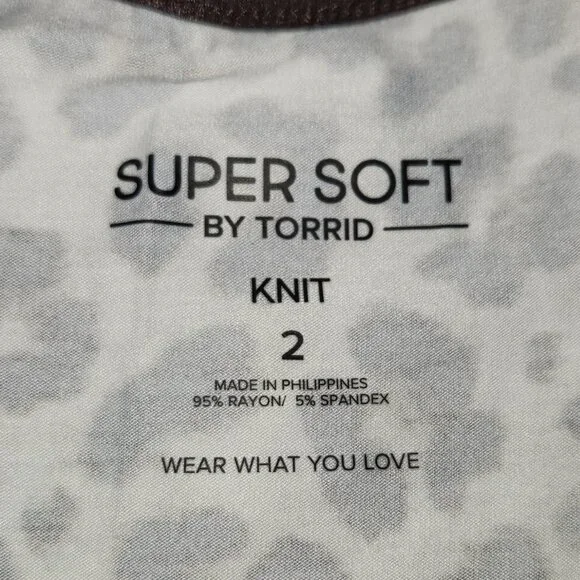 SUPER SOFT
BY TORRID
KNIT
2
MADE IN PHILIPPINES
95% RAYON/ 5% SPANDEX
WEAR WHAT YOU LOVE